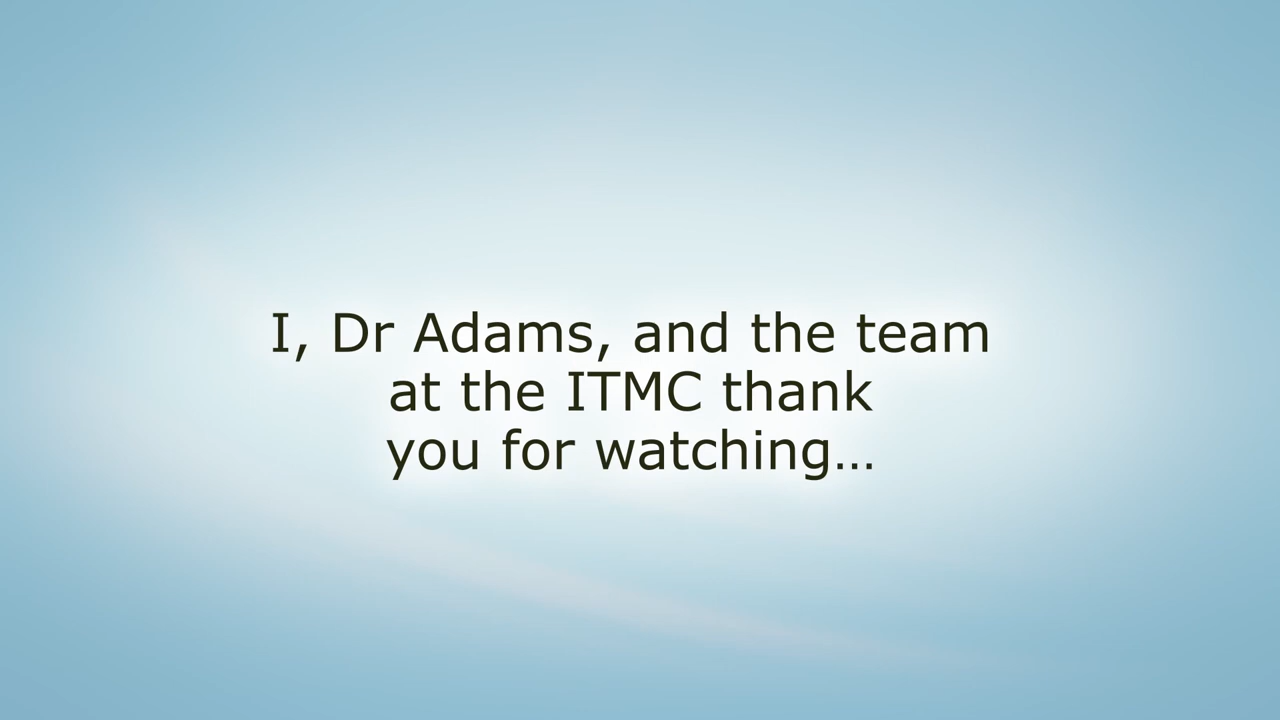 I, Dr Adams, and the team
at the ITMC thank
you for watching…